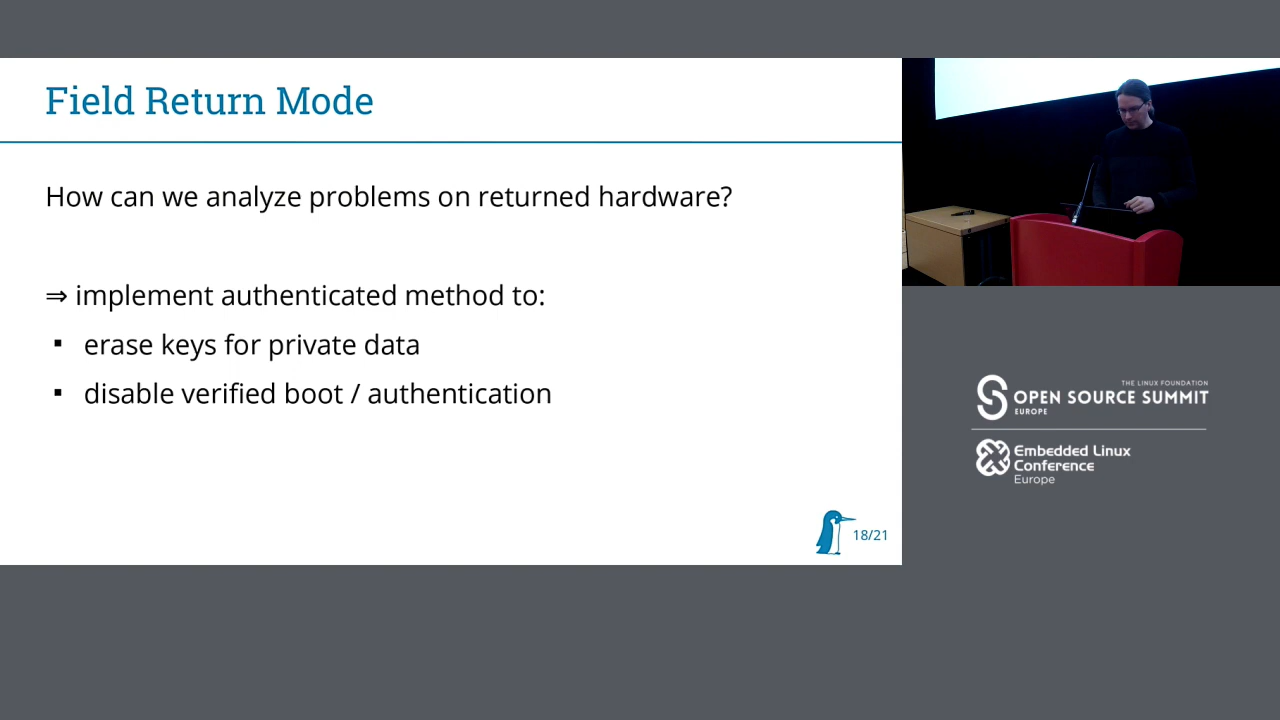 Field Return Mode
How can we analyze problems on returned hardware?
⇒ implement authenticated method to:
▪ erase keys for private data
▪ disable verified boot / authentication
18/21
THE LINUX FOUNDATION
OPEN SOURCE SUMMIT
EUROPE
Embedded Linux
Conference
Europe